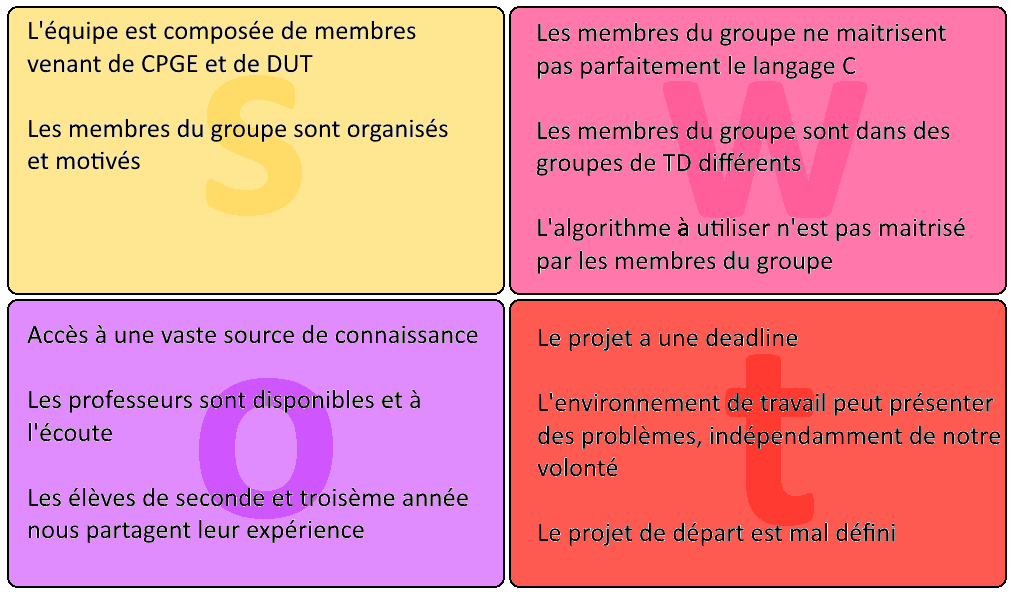 s
L'équipe est composée de membres
venant de CPGE et de DUT
Les membres du groupe sont organisés
et motivés
w
Les membres du groupe ne maitrisent
pas parfaitement le langage C
Les membres du groupe sont dans des
groupes de TD différents
L'algorithme à utiliser n'est pas maitrisé
par les membres du groupe
o
Accès à une vaste source de connaissance
Les professeurs sont disponibles et à
l'écoute
Les élèves de seconde et troisème année
nous partagent leur expérience
t
Le projet a une deadline
L'environnement de travail peut présenter
des problèmes, indépendamment de notre
volonté
Le projet de départ est mal défini